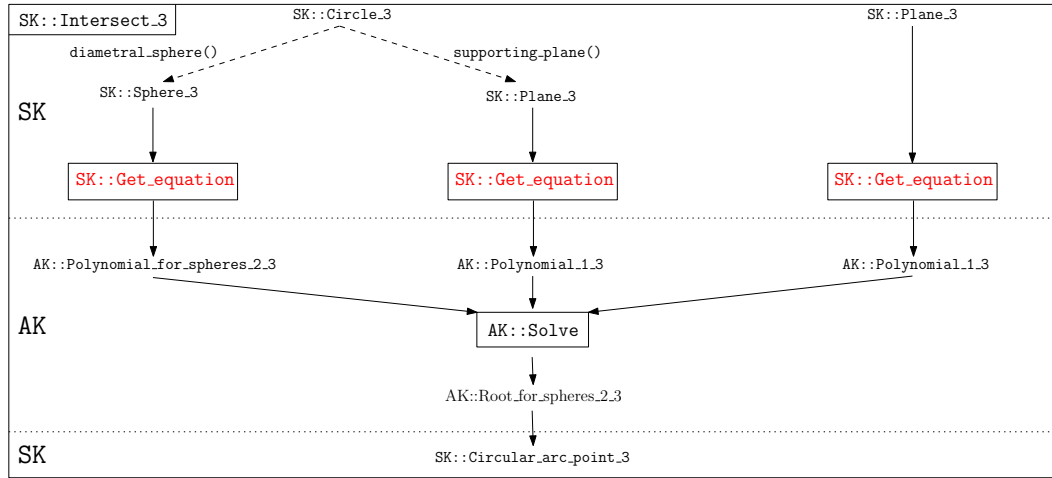 SK::Intersect_3
SK::Circle_3
SK::Plane_3
diametral_sphere()
supporting_plane()
SK::Sphere_3
SK::Plane_3
SK
SK::Get_equation
SK::Get_equation
SK::Get_equation
AK::Polynomial_for_spheres_2_3
AK::Polynomial_1_3
AK::Polynomial_1_3
AK
AK::Solve
AK::Root_for_spheres_2_3
SK
SK::Circular_arc_point_3